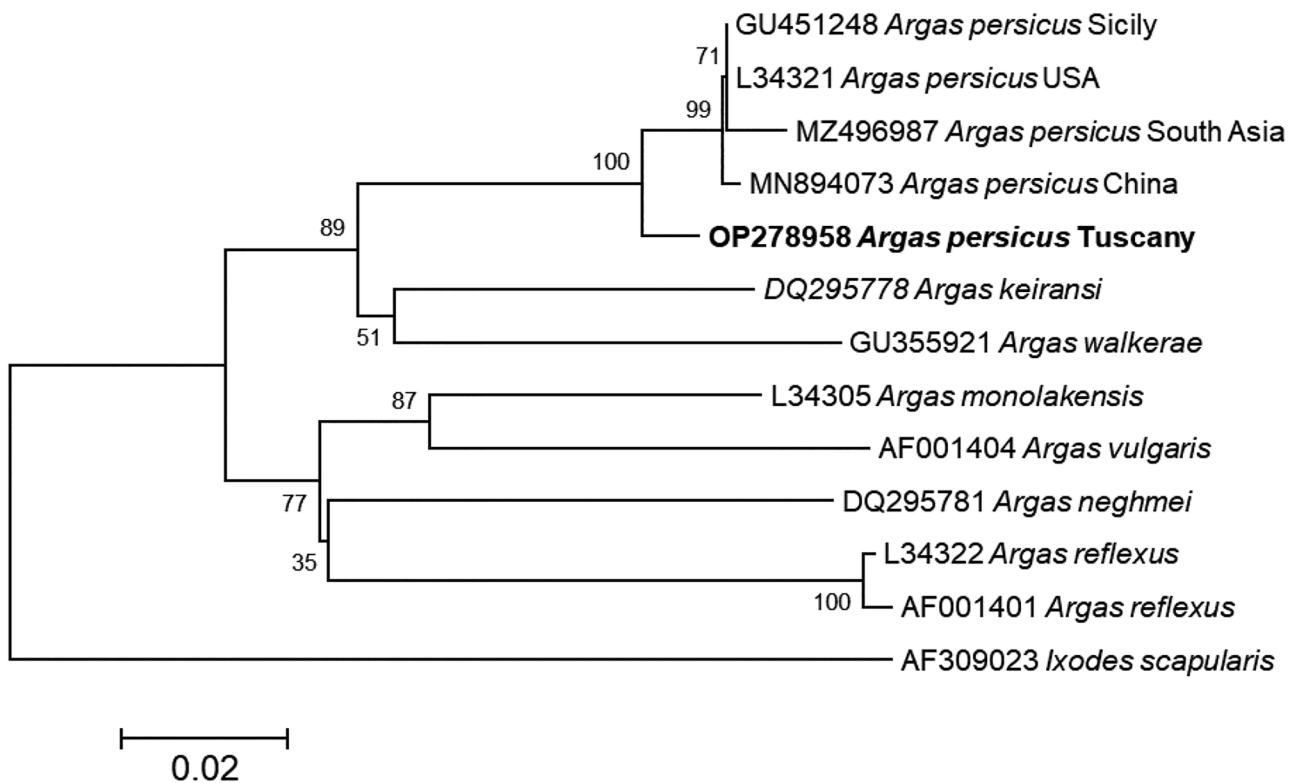 GU451248 Argas persicus Sicily
71
L34321 Argas persicus USA
99
MZ496987 Argas persicus South Asia
100
MN894073 Argas persicus China
89
OP278958 Argas persicus Tuscany
DQ295778 Argas keiransi
51
GU355921 Argas walkerae
87
L34305 Argas monolakensis
AF001404 Argas vulgaris
77
DQ295781 Argas neghmei
35
L34322 Argas reflexus
100
AF001401 Argas reflexus
AF309023 Ixodes scapularis
0.02